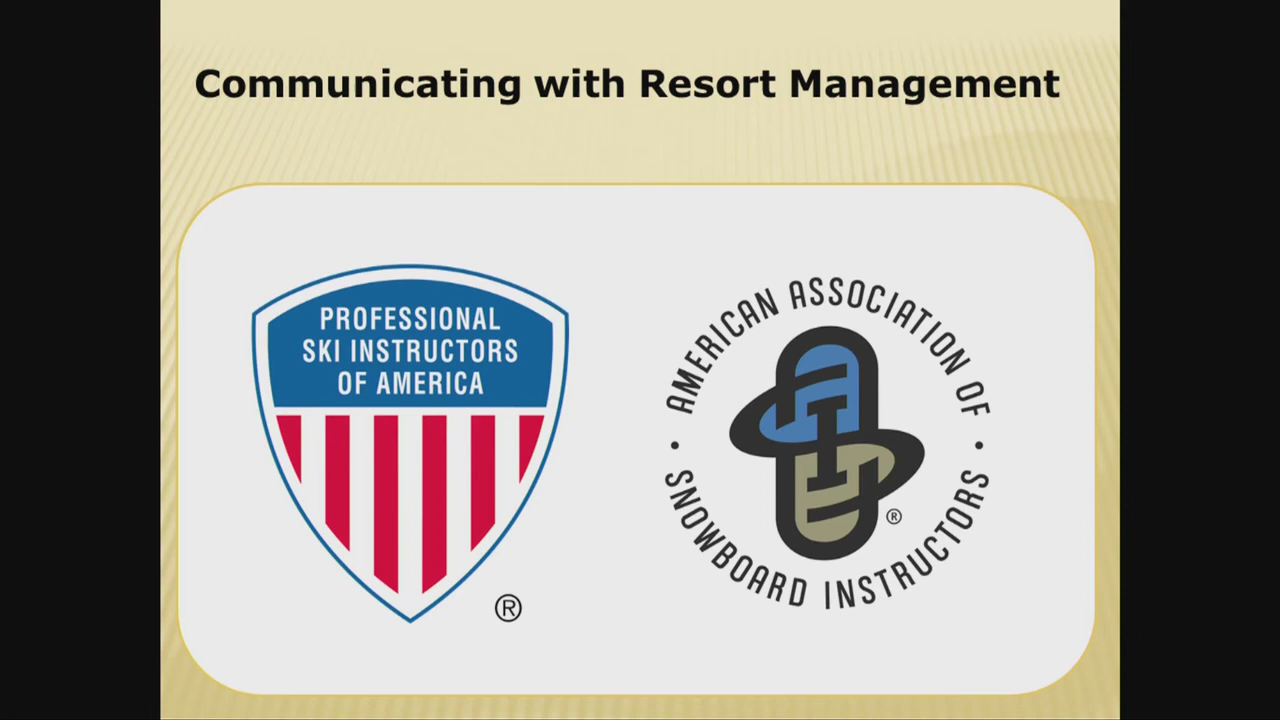 Communicating with Resort Management
PROFESSIONAL
SKI INSTRUCTORS
OF AMERICA
®
AMERICAN ASSOCIATION OF
• SNOWBOARD INSTRUCTORS •
®